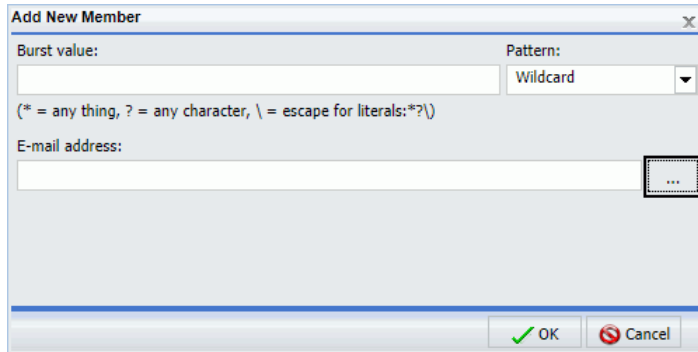 Add New Member
x
Burst value: Pattern:
Wildcard
(* = any thing, ? = any character, \ = escape for literals:*?\)
E-mail address:
...
OK Cancel